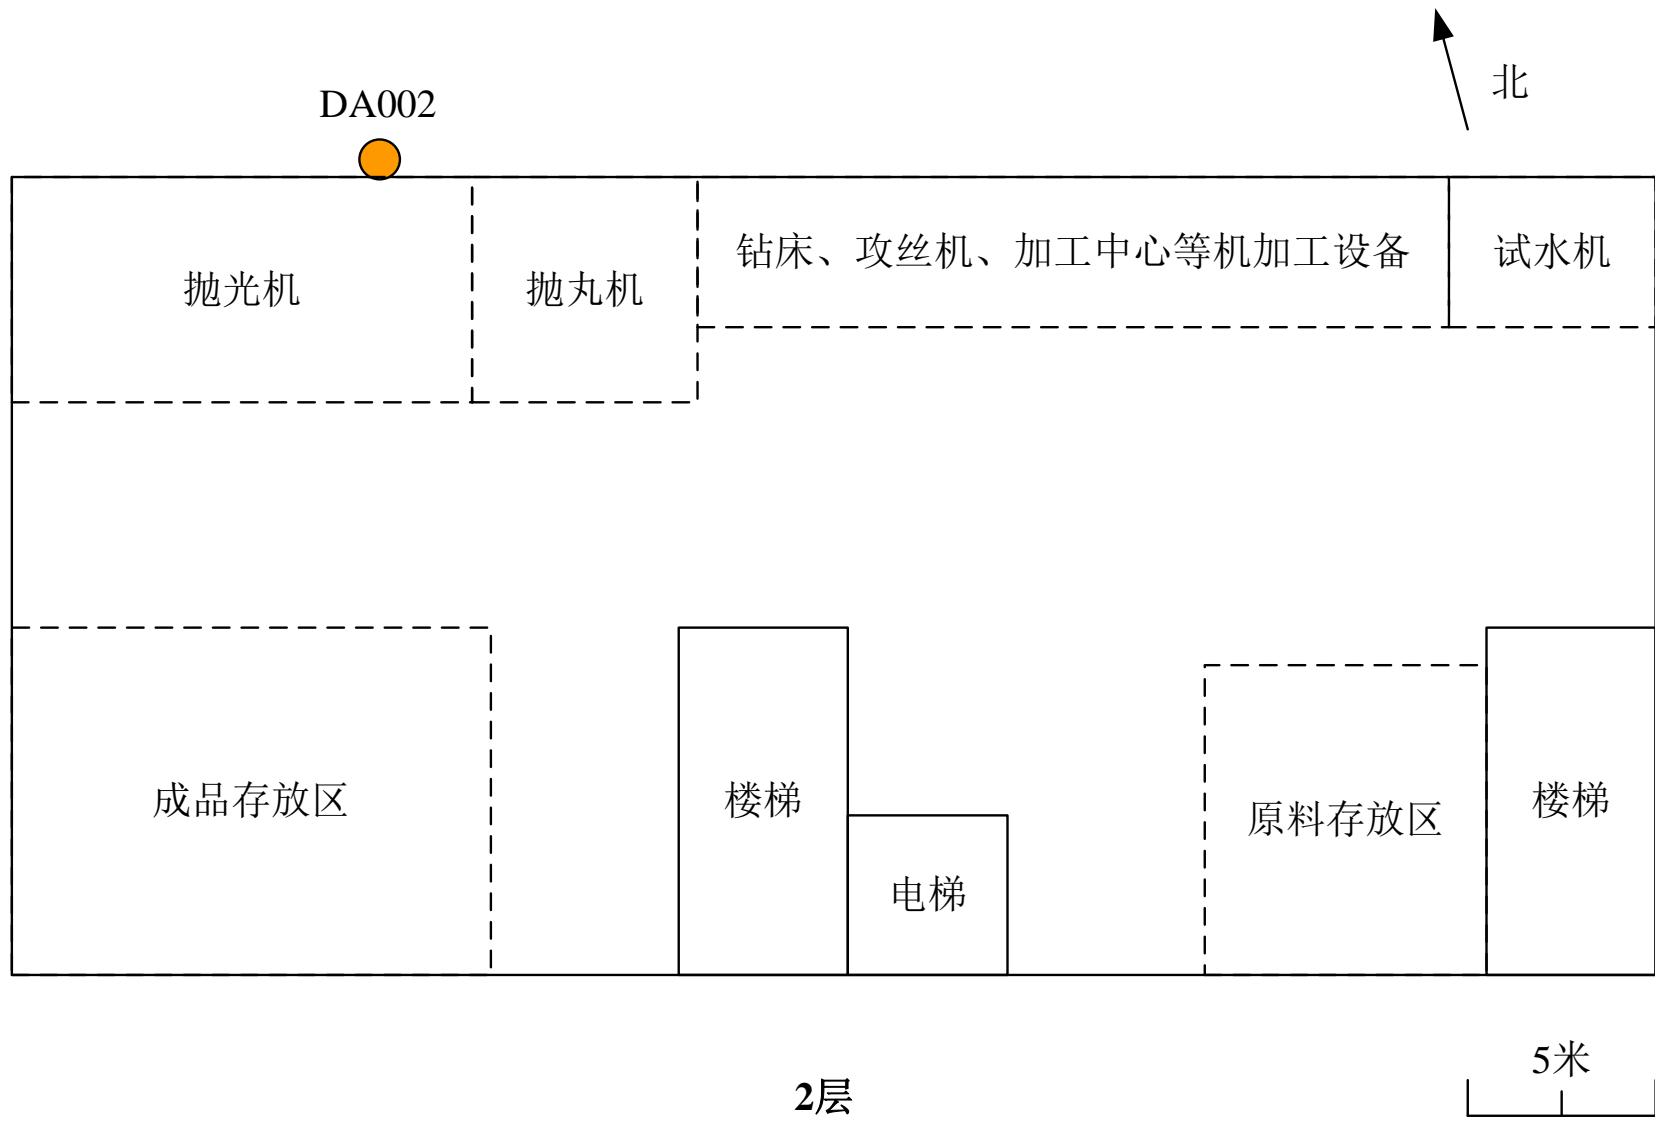 北
DA002
钻床、攻丝机、加工中心等机加工设备
试水机
抛光机
抛丸机
成品存放区
楼梯
电梯
原料存放区
楼梯
5米
2层